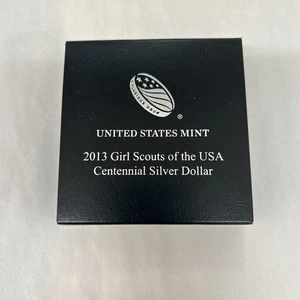 ®
UNITED STATES MINT
2013 Girl Scouts of the USA
Centennial Silver Dollar